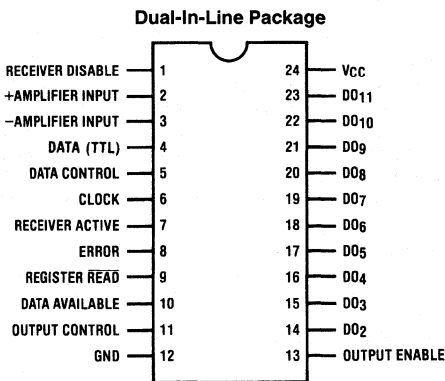 Dual-In-Line Package
RECEIVER DISABLE 1 24 VCC
+AMPLIFIER INPUT 2 23 DO11
−AMPLIFIER INPUT 3 22 DO10
DATA (TTL) 4 21 DO9
DATA CONTROL 5 20 DO8
CLOCK 6 19 DO7
RECEIVER ACTIVE 7 18 DO6
ERROR 8 17 DO5
REGISTER R̅E̅A̅D̅ 9 16 DO4
DATA AVAILABLE 10 15 DO3
OUTPUT CONTROL 11 14 DO2
GND 12 13 OUTPUT ENABLE